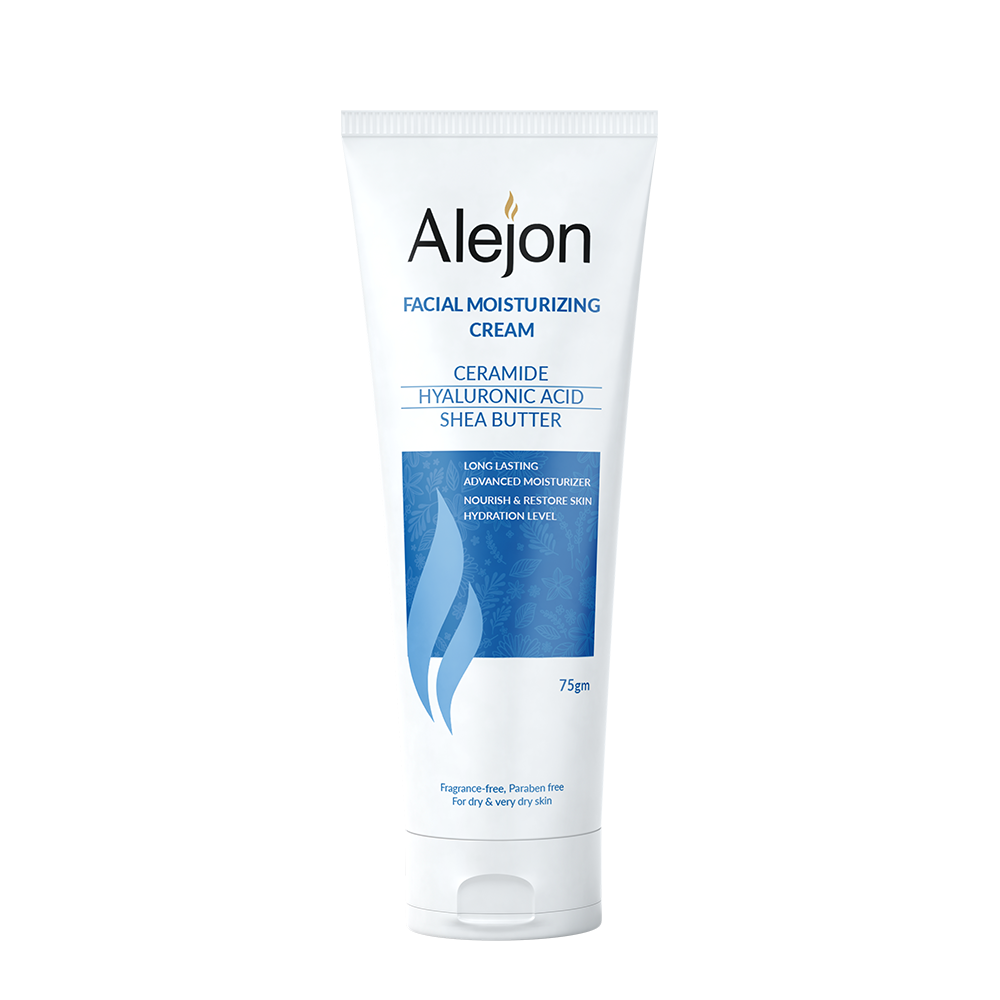 Alejon
FACIAL MOISTURIZING
CREAM
CERAMIDE
HYALURONIC ACID
SHEA BUTTER
LONG LASTING
ADVANCED MOISTURIZER
NOURISH & RESTORE SKIN
HYDRATION LEVEL
75gm
Fragrance-free, Paraben free
For dry & very dry skin